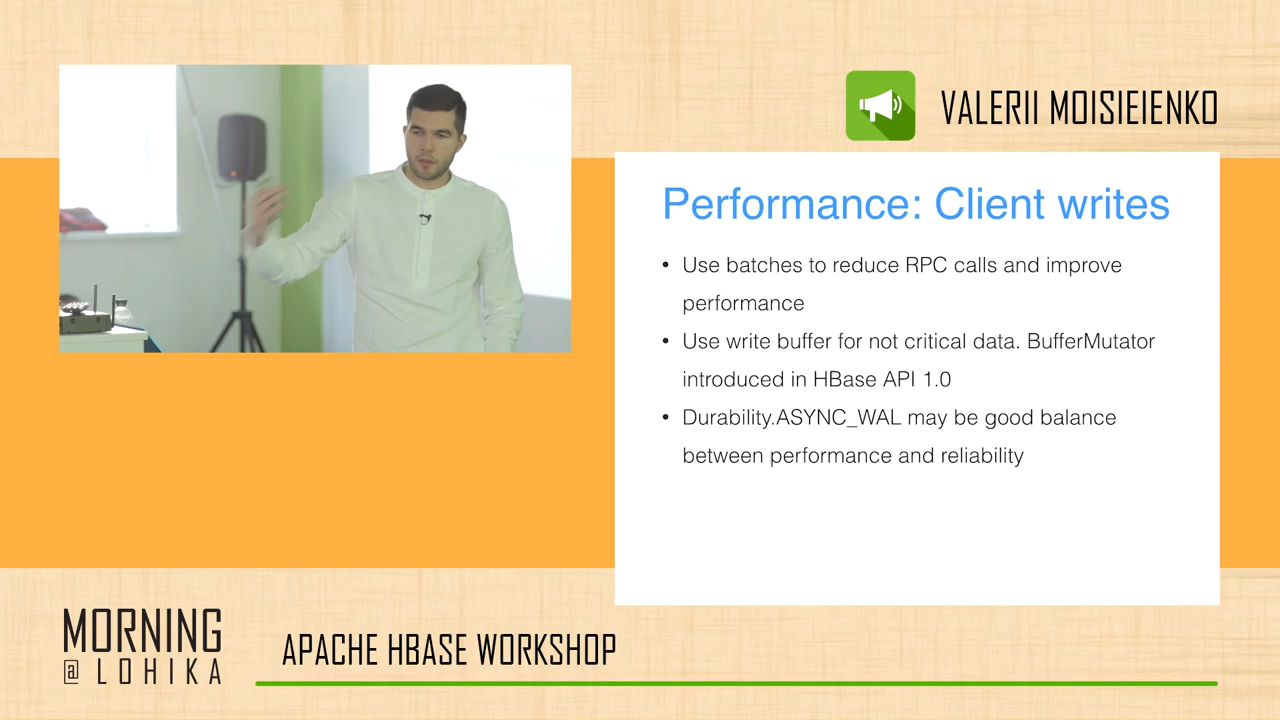 VALERII MOISIEIENKO
Performance: Client writes
• Use batches to reduce RPC calls and improve
performance
• Use write buffer for not critical data. BufferMutator
introduced in HBase API 1.0
• Durability.ASYNC_WAL may be good balance
between performance and reliability
MORNING
@ LOHIKA
APACHE HBASE WORKSHOP